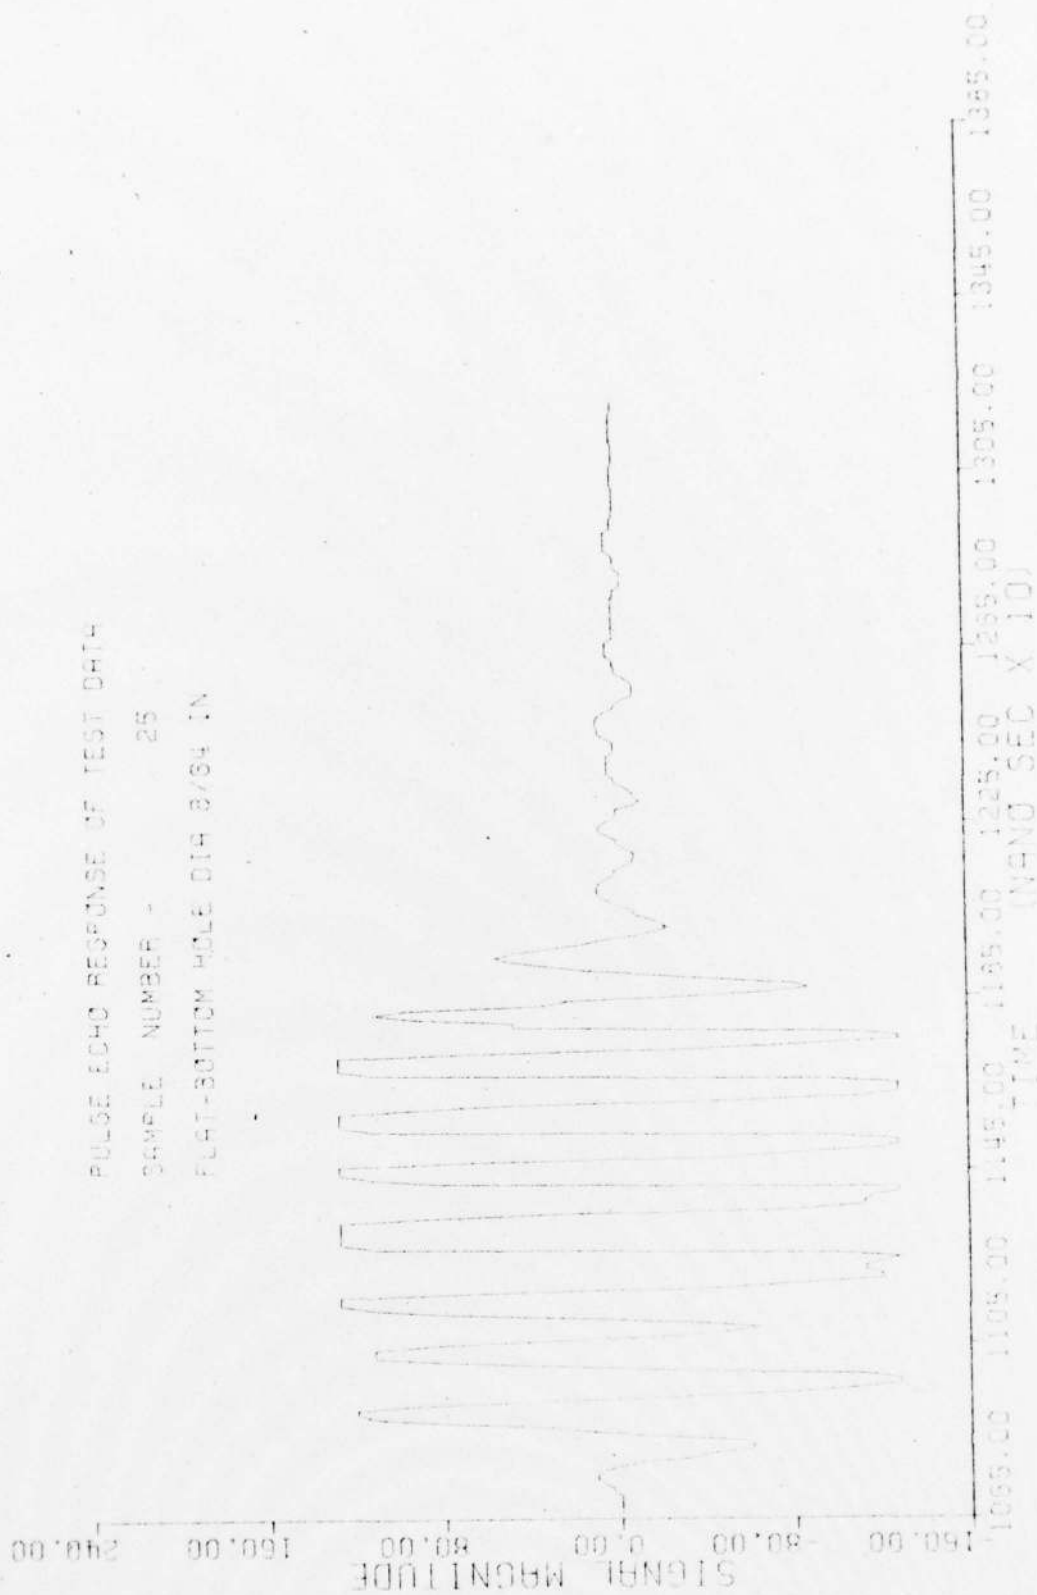 PULSE ECHO RESPONSE OF TEST DATA
SAMPLE NUMBER - 25
FLAT-BOTTOM HOLE DIA 8/64 IN
240.00
160.00
80.00
0.00
-80.00
-160.00
SIGNAL MAGNITUDE
1065.00 1105.00 1145.00 1185.00 1225.00 1265.00 1305.00 1345.00 1385.00
TIME (NANO SEC X 10)